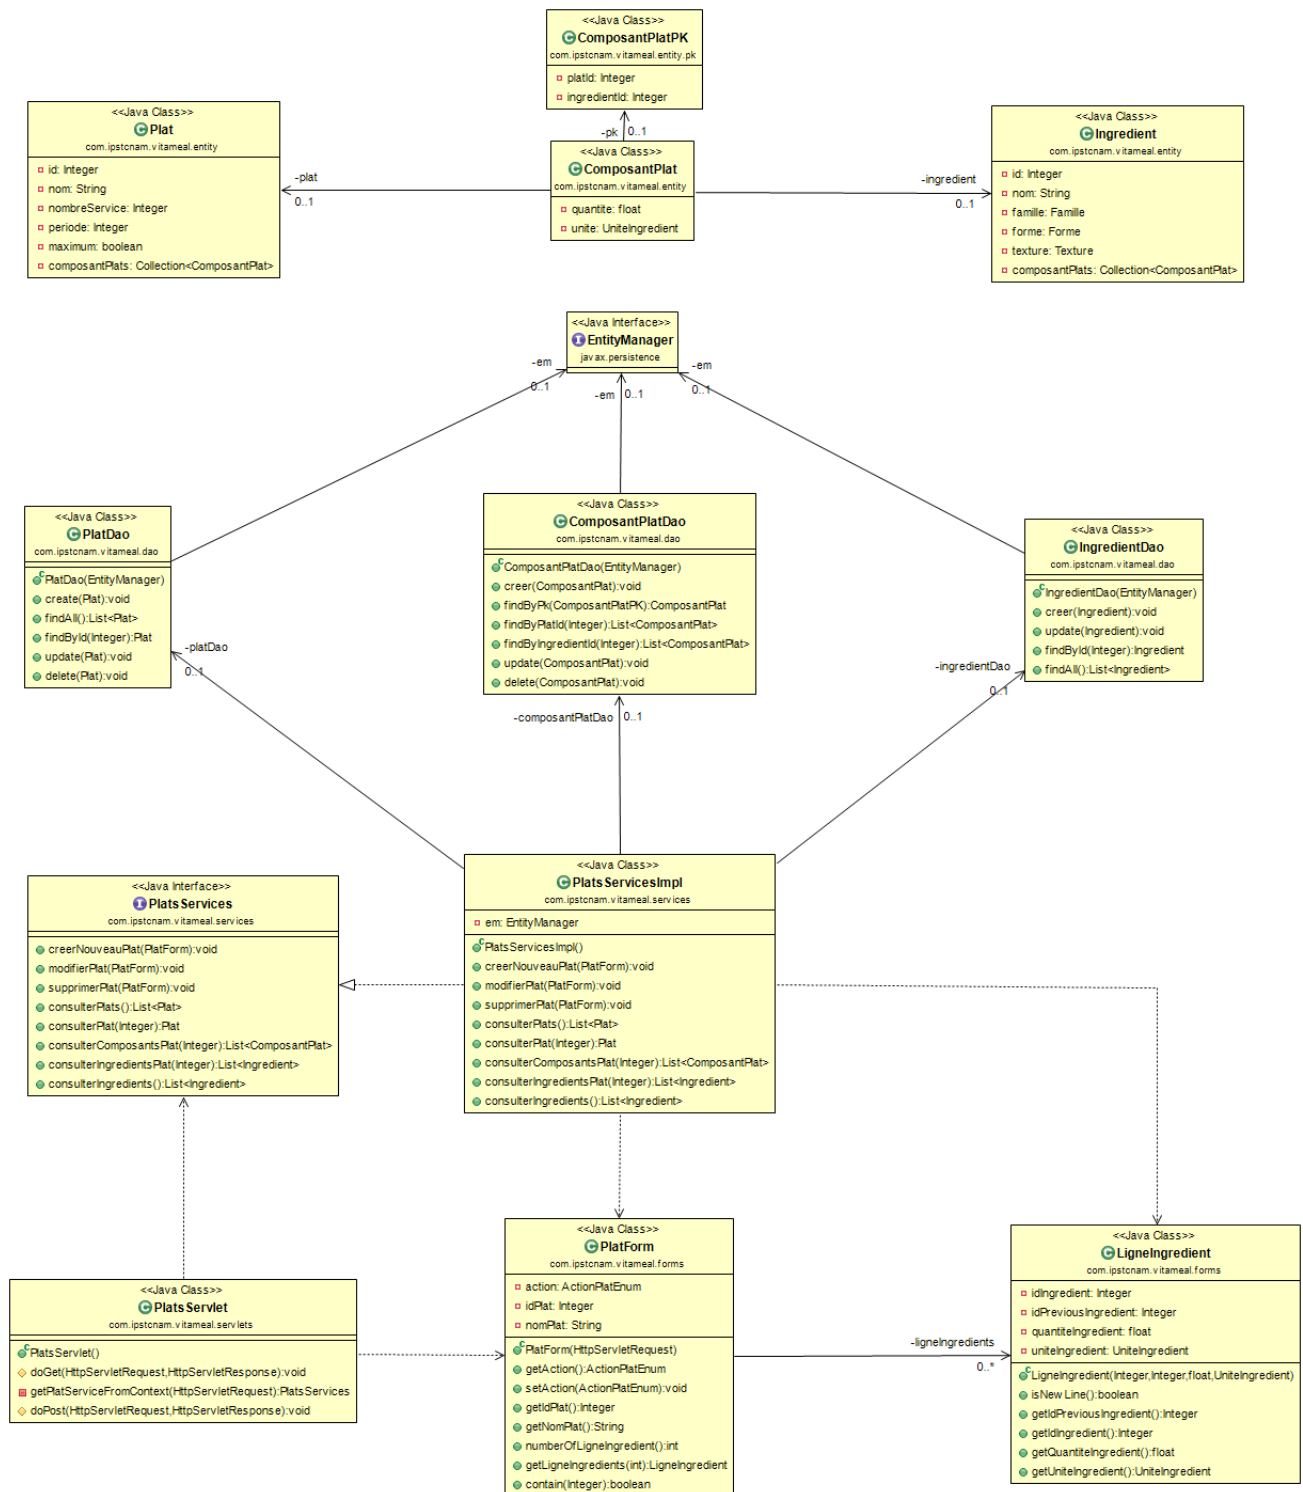 <<Java Class>>
ComposantPlatPK
com.ipstcnam.vitameal.entity.pk
platId: Integer
ingredientId: Integer
<<Java Class>>
Plat
com.ipstcnam.vitameal.entity
id: Integer
nom: String
nombreService: Integer
periode: Integer
maximum: boolean
composantPlats: Collection<ComposantPlat>
-pk 0..1
<<Java Class>>
ComposantPlat
com.ipstcnam.vitameal.entity
quantite: float
unite: UniteIngredient
-plat
0..1
-ingredient
0..1
<<Java Class>>
Ingredient
com.ipstcnam.vitameal.entity
id: Integer
nom: String
famille: Famille
forme: Forme
texture: Texture
composantPlats: Collection<ComposantPlat>
<<Java Interface>>
EntityManager
javax.persistence
-em
0..1
-em 0..1
-em
0..1
<<Java Class>>
PlatDao
com.ipstcnam.vitameal.dao
PlatDao(EntityManager)
create(Plat):void
findAll():List<Plat>
findById(Integer):Plat
update(Plat):void
delete(Plat):void
<<Java Class>>
ComposantPlatDao
com.ipstcnam.vitameal.dao
ComposantPlatDao(EntityManager)
creer(ComposantPlat):void
findByPk(ComposantPlatPK):ComposantPlat
findByPlatId(Integer):List<ComposantPlat>
findByIngredientId(Integer):List<ComposantPlat>
update(ComposantPlat):void
delete(ComposantPlat):void
<<Java Class>>
IngredientDao
com.ipstcnam.vitameal.dao
IngredientDao(EntityManager)
creer(Ingredient):void
update(Ingredient):void
findById(Integer):Ingredient
findAll():List<Ingredient>
-platDao
0..1
-composantPlatDao 0..1
-ingredientDao
0..1
<<Java Interface>>
PlatsServices
com.ipstcnam.vitameal.services
creerNouveauPlat(PlatForm):void
modifierPlat(PlatForm):void
supprimerPlat(PlatForm):void
consulterPlats():List<Plat>
consulterPlat(Integer):Plat
consulterComposantsPlat(Integer):List<ComposantPlat>
consulterIngredientsPlat(Integer):List<Ingredient>
consulterIngredients():List<Ingredient>
<<Java Class>>
PlatsServicesImpl
com.ipstcnam.vitameal.services
em: EntityManager
PlatsServicesImpl()
creerNouveauPlat(PlatForm):void
modifierPlat(PlatForm):void
supprimerPlat(PlatForm):void
consulterPlats():List<Plat>
consulterPlat(Integer):Plat
consulterComposantsPlat(Integer):List<ComposantPlat>
consulterIngredientsPlat(Integer):List<Ingredient>
consulterIngredients():List<Ingredient>
<<Java Class>>
PlatsServlet
com.ipstcnam.vitameal.servlets
PlatsServlet()
doGet(HttpServletRequest,HttpServletResponse):void
getPlatServiceFromContext(HttpServletRequest):PlatsServices
doPost(HttpServletRequest,HttpServletResponse):void
<<Java Class>>
PlatForm
com.ipstcnam.vitameal.forms
action: ActionPlatEnum
idPlat: Integer
nomPlat: String
PlatForm(HttpServletRequest)
getAction():ActionPlatEnum
setAction(ActionPlatEnum):void
getIdPlat():Integer
getNomPlat():String
numberOfLigneIngredient():int
getLigneIngredients(int):LigneIngredient
contain(Integer):boolean
-ligneIngredients
0..*
<<Java Class>>
LigneIngredient
com.ipstcnam.vitameal.forms
idIngredient: Integer
idPreviousIngredient: Integer
quantiteIngredient: float
uniteIngredient: UniteIngredient
LigneIngredient(Integer,Integer,float,UniteIngredient)
isNewLine():boolean
getIdPreviousIngredient():Integer
getIdIngredient():Integer
getQuantiteIngredient():float
getUniteIngredient():UniteIngredient